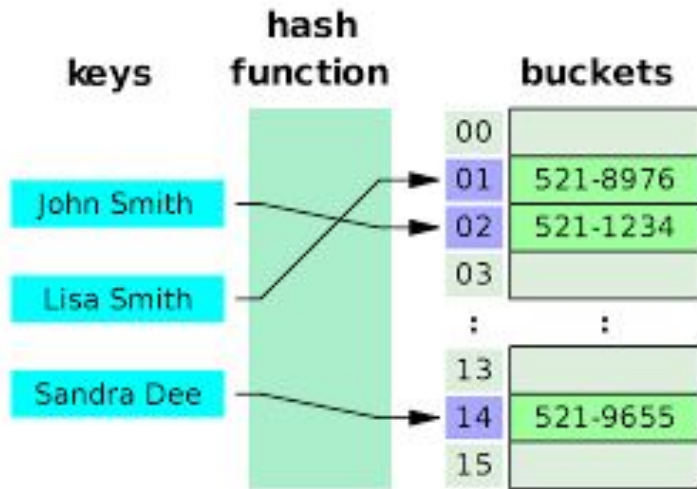 keys
hash
function
buckets
John Smith
Lisa Smith
Sandra Dee
00
01 521-8976
02 521-1234
03
: :
13
14 521-9655
15